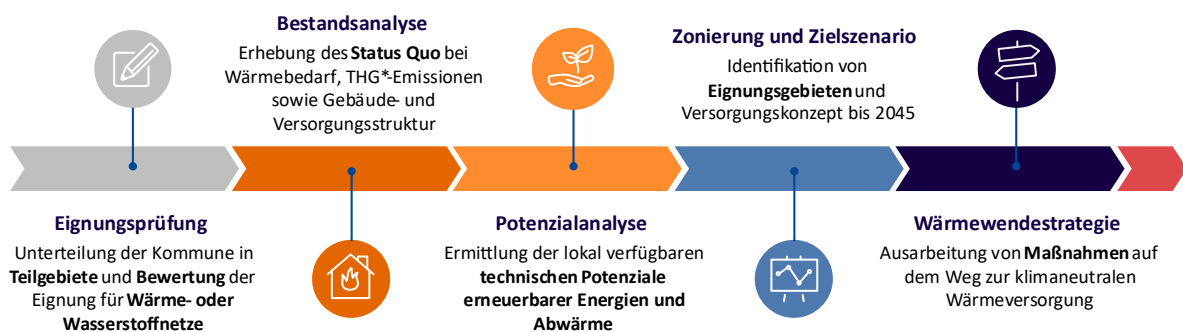 Eignungsprüfung
Unterteilung der Kommune in
Teilgebiete und Bewertung der
Eignung für Wärme- oder
Wasserstoffnetze
Bestandsanalyse
Erhebung des Status Quo bei
Wärmebedarf, THG*-Emissionen
sowie Gebäude- und
Versorgungsstruktur
Potenzialanalyse
Ermittlung der lokal verfügbaren
technischen Potenziale
erneuerbarer Energien und
Abwärme
Zonierung und Zielszenario
Identifikation von
Eignungsgebieten und
Versorgungskonzept bis 2045
Wärmewendestrategie
Ausarbeitung von Maßnahmen auf
dem Weg zur klimaneutralen
Wärmeversorgung